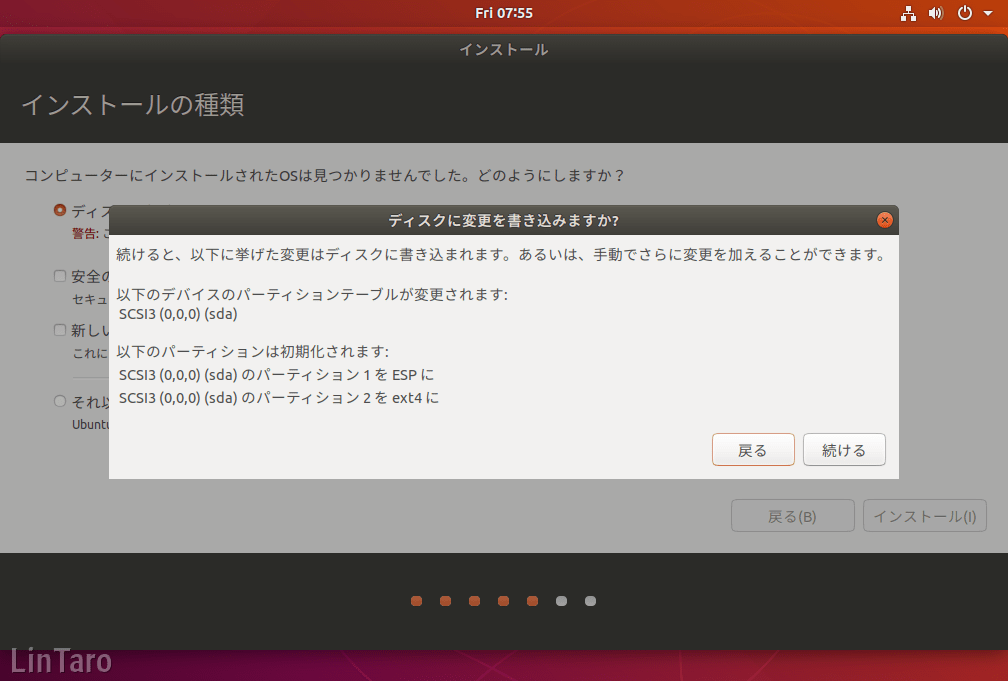 Fri 07:55
インストール
インストールの種類
コンピューターにインストールされたOSは見つかりませんでした。どのようにしますか？
ディス
警告:
ディスクに変更を書き込みますか?
続けると、以下に挙げた変更はディスクに書き込まれます。あるいは、手動でさらに変更を加えることができます。
安全の
セキュ
以下のデバイスのパーティションテーブルが変更されます:
SCSI3 (0,0,0) (sda)
新しい
これに
以下のパーティションは初期化されます:
SCSI3 (0,0,0) (sda) のパーティション 1 を ESP に
SCSI3 (0,0,0) (sda) のパーティション 2 を ext4 に
それ以
Ubuntu
戻る
続ける
戻る(B)
インストール(I)
LinTaro